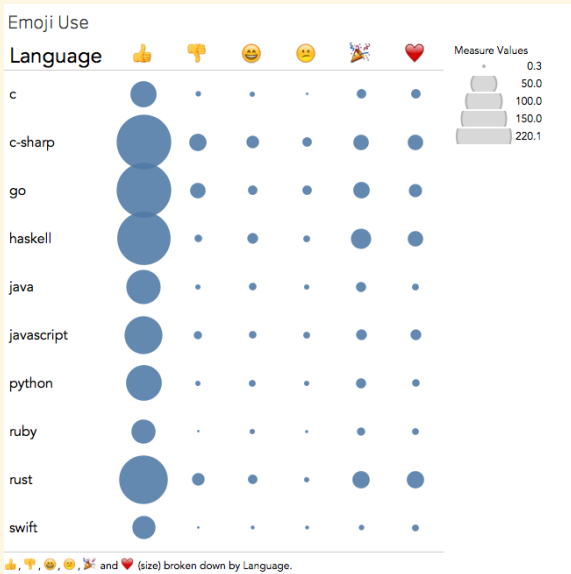 Emoji Use
Language 👍 👎 😄 😕 🎉 ❤️
Measure Values
0.3
50.0
100.0
150.0
220.1
c
c-sharp
go
haskell
java
javascript
python
ruby
rust
swift
👍, 👎, 😄, 😕, 🎉 and ❤️ (size) broken down by Language.